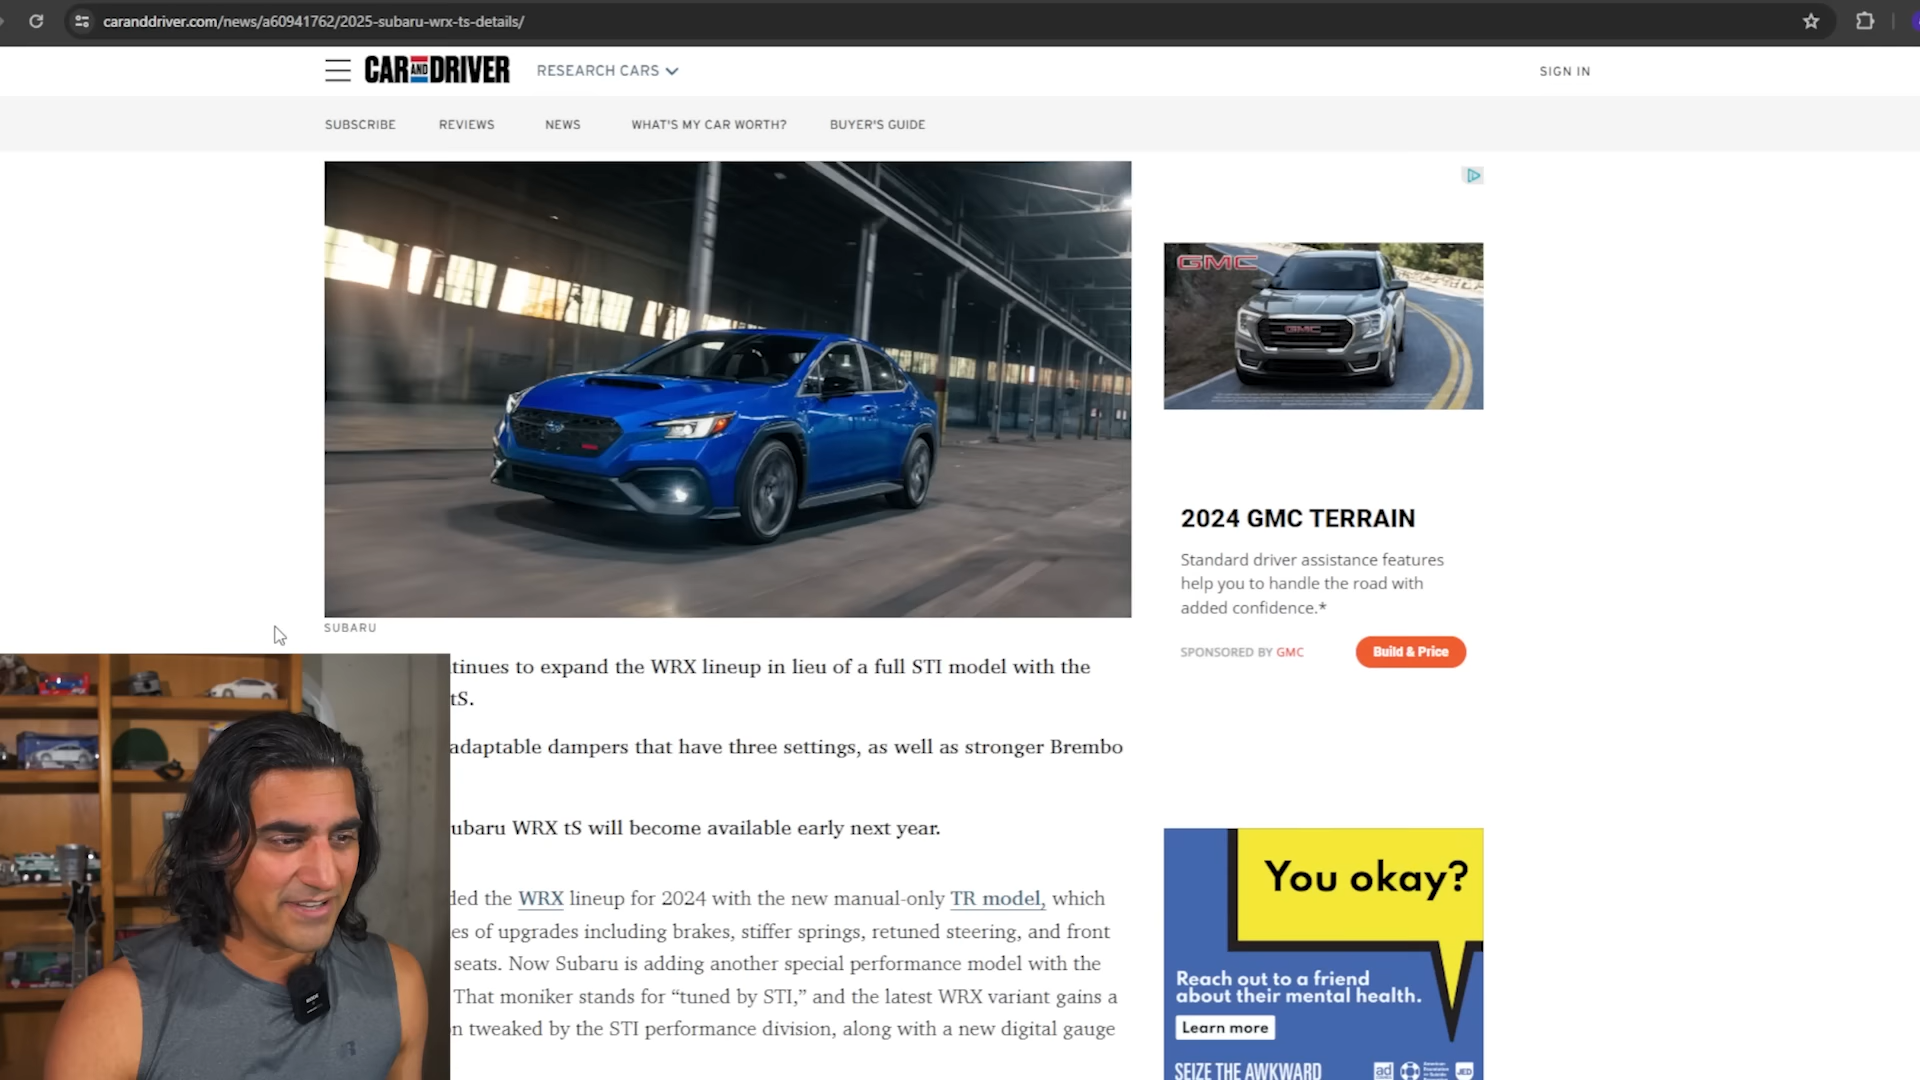 caranddriver.com/news/a60941762/2025-subaru-wrx-ts-details/
CAR AND DRIVER
RESEARCH CARS
SIGN IN
SUBSCRIBE
REVIEWS
NEWS
WHAT'S MY CAR WORTH?
BUYER'S GUIDE
SUBARU
tinues to expand the WRX lineup in lieu of a full STI model with the
tS.
adaptable dampers that have three settings, as well as stronger Brembo
ubaru WRX tS will become available early next year.
ded the WRX lineup for 2024 with the new manual-only TR model, which
es of upgrades including brakes, stiffer springs, retuned steering, and front
seats. Now Subaru is adding another special performance model with the
That moniker stands for “tuned by STI,” and the latest WRX variant gains a
n tweaked by the STI performance division, along with a new digital gauge
GMC
GMC
2024 GMC TERRAIN
Standard driver assistance features
help you to handle the road with
added confidence.*
SPONSORED BY GMC
Build & Price
You okay?
Reach out to a friend
about their mental health.
Learn more
SEIZE THE AWKWARD
ad
JED